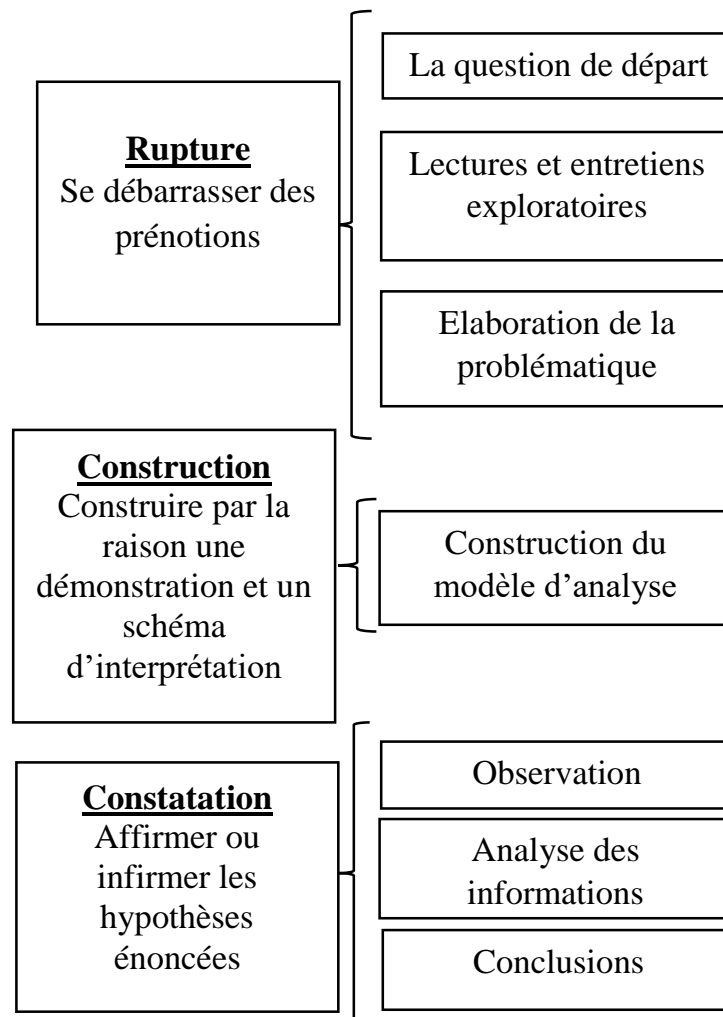 Rupture
Se débarrasser des
prénotions
La question de départ
Lectures et entretiens
exploratoires
Elaboration de la
problématique
Construction
Construire par la
raison une
démonstration et un
schéma
d’interprétation
Construction du
modèle d’analyse
Constatation
Affirmer ou
infirmer les
hypothèses
énoncées
Observation
Analyse des
informations
Conclusions